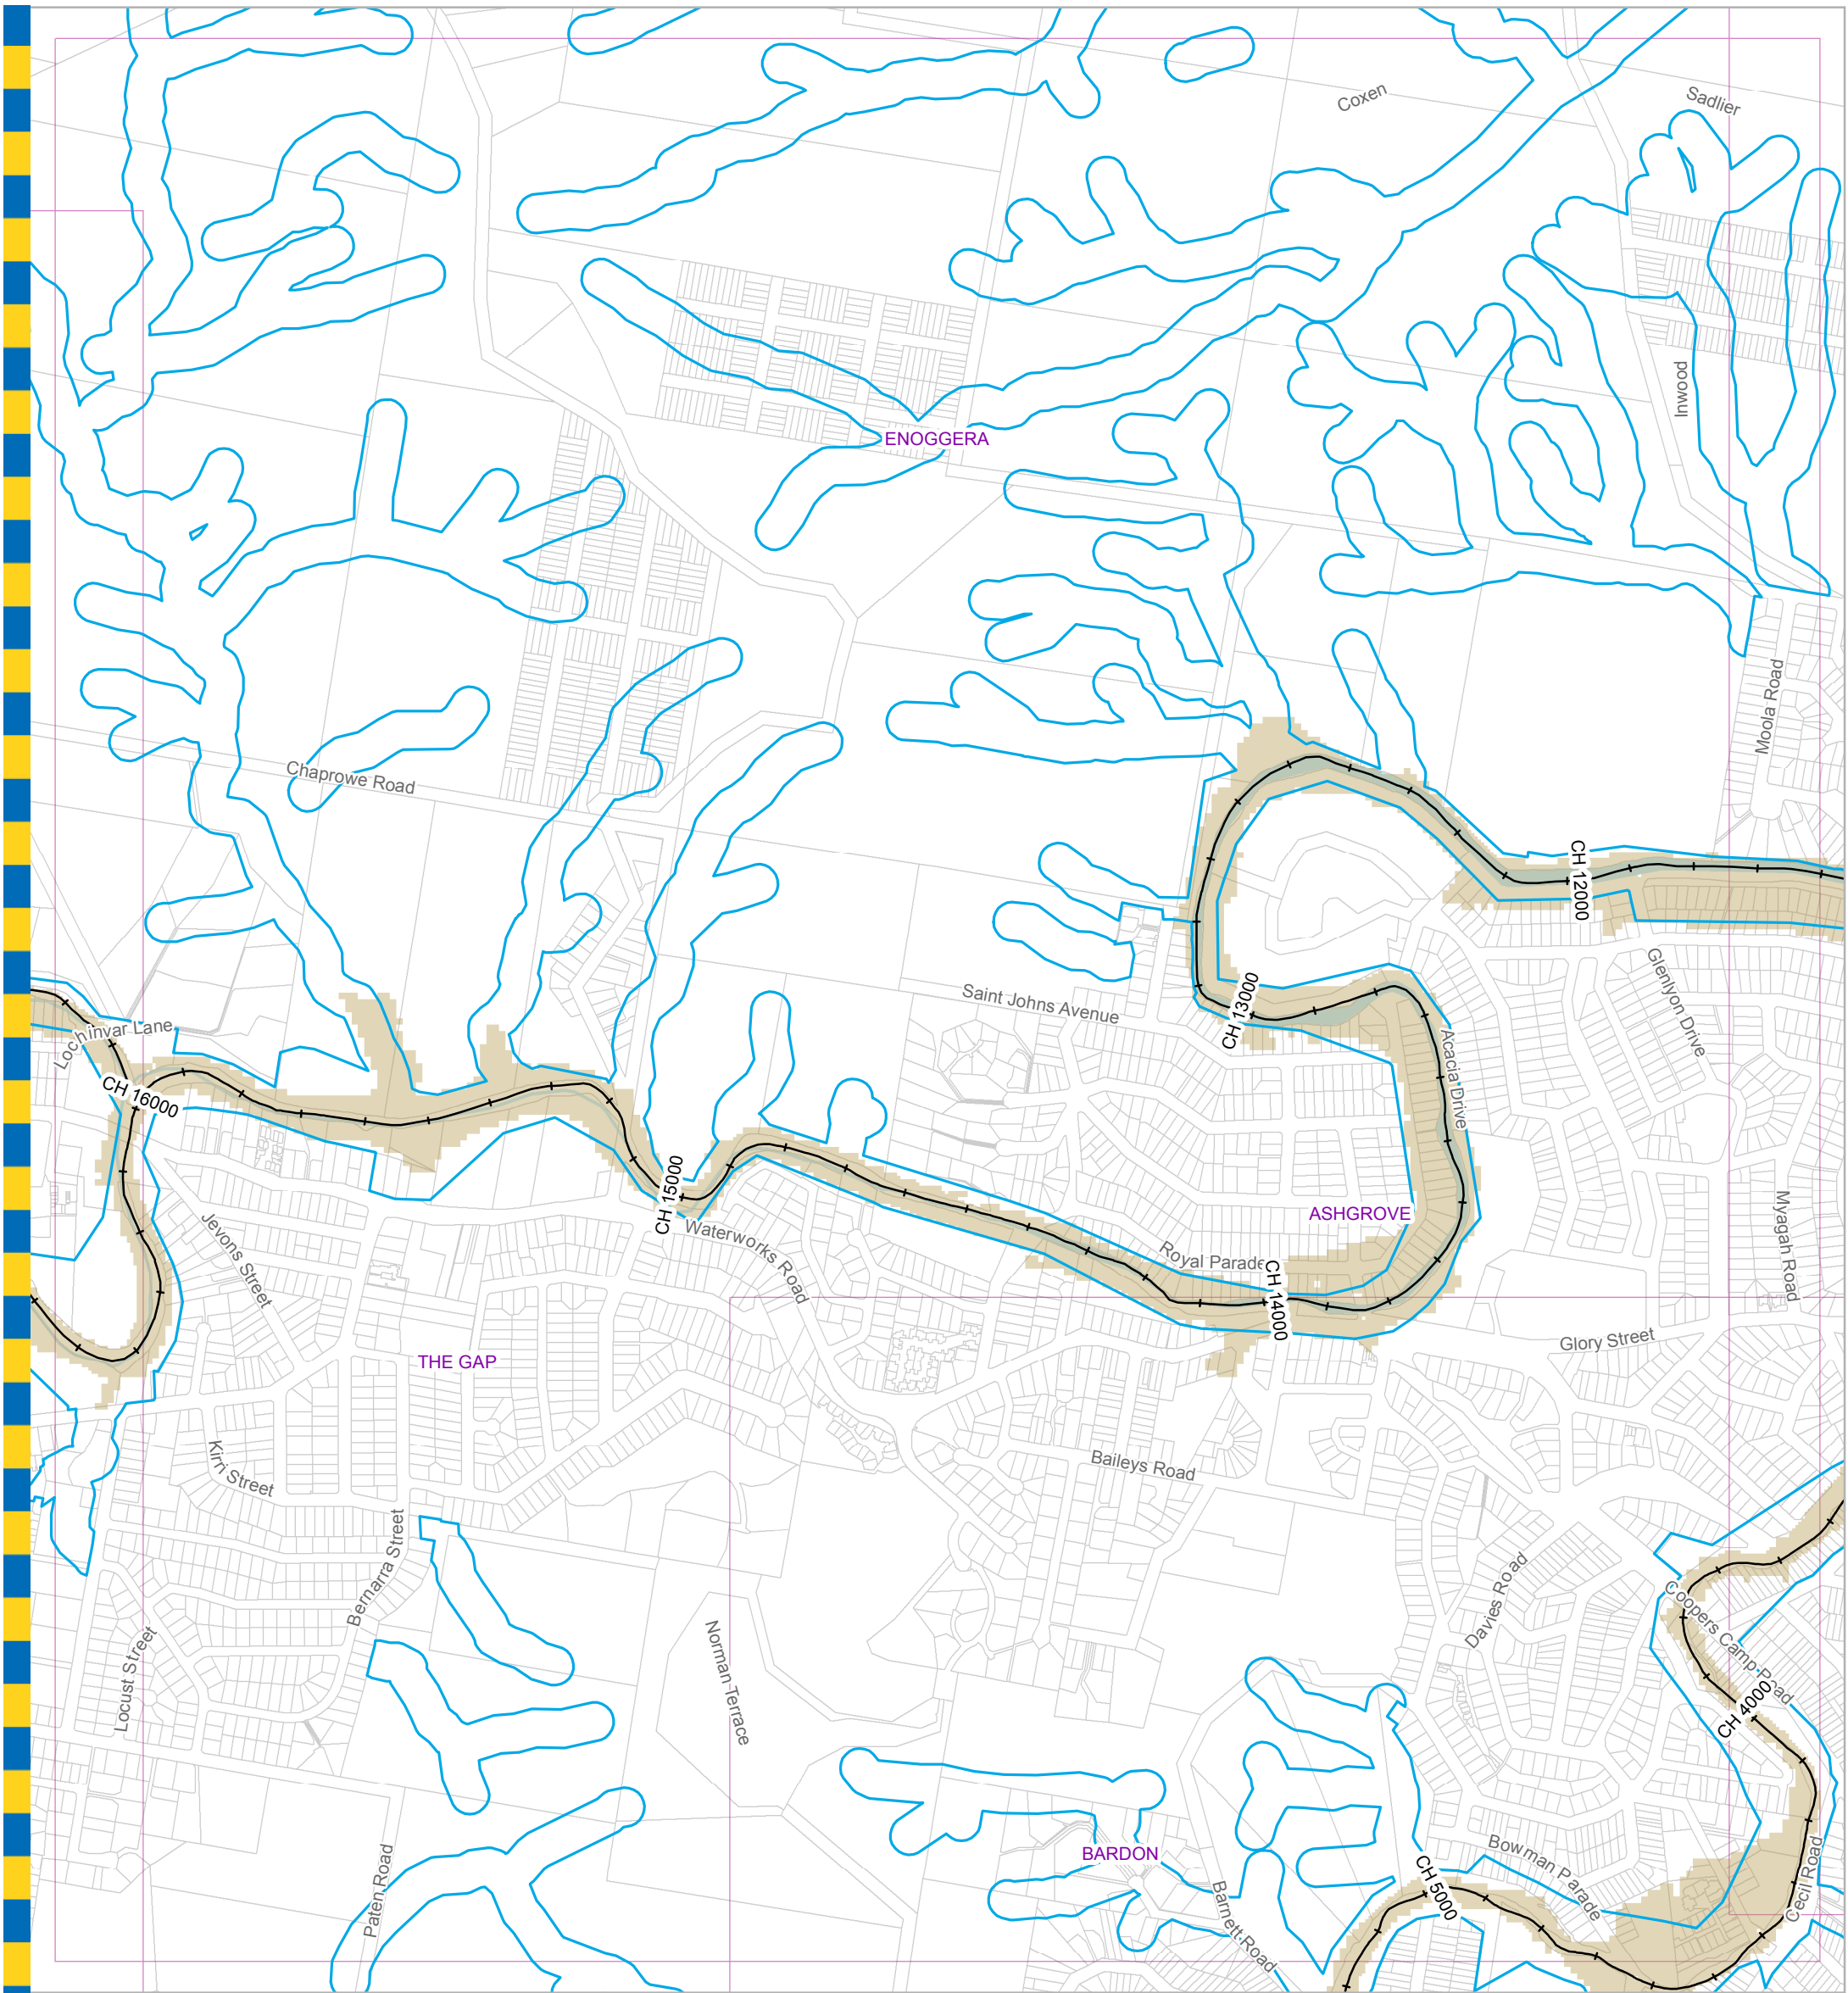 Coxen
Sadlier
Inwood
ENOGGERA
Moola Road
Chaprowe Road
CH 12000
Saint Johns Avenue
CH 13000
Glenlyon Drive
Lochinvar Lane
Acacia Drive
CH 16000
CH 15000
ASHGROVE
Myagah Road
Jevons Street
Waterworks Road
Royal Parade
CH 14000
Glory Street
THE GAP
Kirri Street
Baileys Road
Bernarra Street
Davies Road
Coopers Camp Road
Locust Street
Norman Terrace
CH 4000
BARDON
Bowman Parade
Cecil Road
Paten Road
CH 5000
Barnett Road